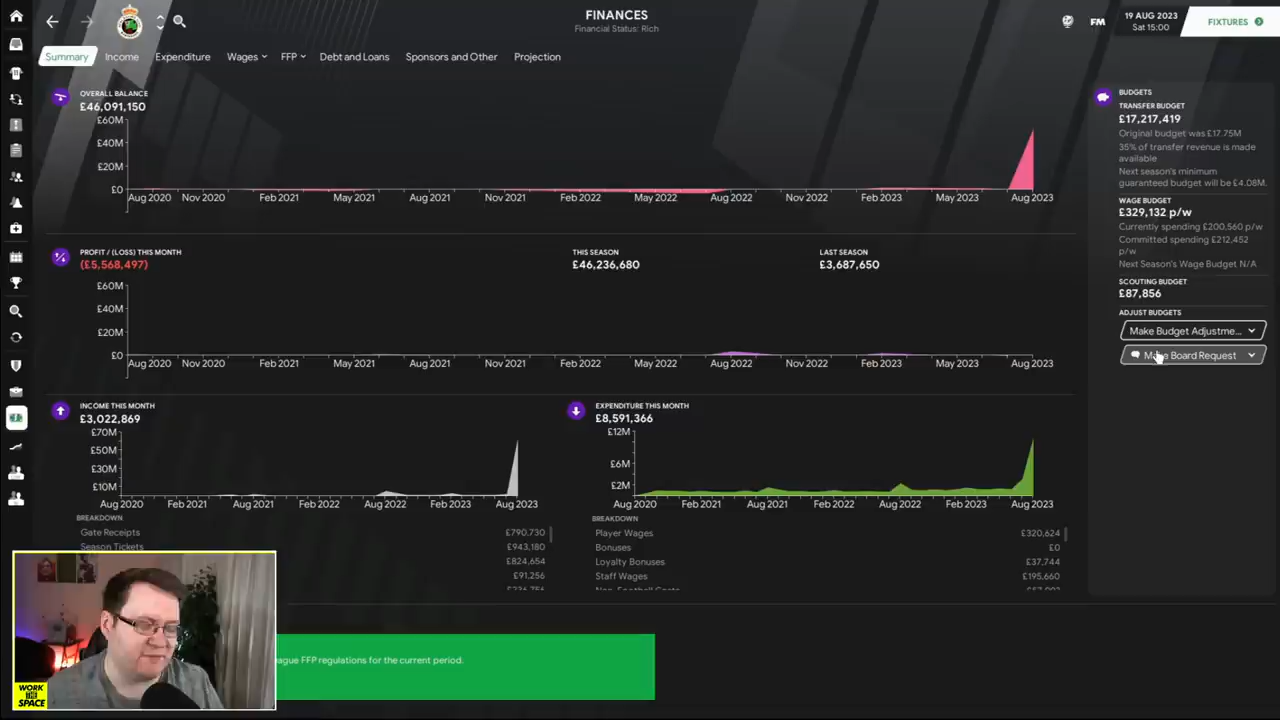 FINANCES
Financial Status: Rich
FM
19 AUG 2023
Sat 15:00
FIXTURES
Summary
Income
Expenditure
Wages
FFP
Debt and Loans
Sponsors and Other
Projection
OVERALL BALANCE
£46,091,150
£60M
£40M
£20M
£0
Aug 2020 Nov 2020 Feb 2021 May 2021 Aug 2021 Nov 2021 Feb 2022 May 2022 Aug 2022 Nov 2022 Feb 2023 May 2023 Aug 2023
PROFIT / (LOSS) THIS MONTH
(£5,568,497)
THIS SEASON
£46,236,680
LAST SEASON
£3,687,650
£60M
£40M
£20M
£0
Aug 2020 Nov 2020 Feb 2021 May 2021 Aug 2021 Nov 2021 Feb 2022 May 2022 Aug 2022 Nov 2022 Feb 2023 May 2023 Aug 2023
INCOME THIS MONTH
£3,022,869
£70M
£50M
£30M
£10M
Aug 2020 Feb 2021 Aug 2021 Feb 2022 Aug 2022 Feb 2023 Aug 2023
BREAKDOWN
Gate Receipts £790,730
Season Tickets £943,180
£824,654
£91,256
EXPENDITURE THIS MONTH
£8,591,366
£12M
£6M
£2M
Aug 2020 Feb 2021 Aug 2021 Feb 2022 Aug 2022 Feb 2023 Aug 2023
BREAKDOWN
Player Wages £320,624
Bonuses £0
Loyalty Bonuses £37,744
Staff Wages £195,660
BUDGETS
TRANSFER BUDGET
£17,217,419
Original budget was £17.75M
35% of transfer revenue is made
available
Next season's minimum
guaranteed budget will be £4.08M.
WAGE BUDGET
£329,132 p/w
Currently spending £200,560 p/w
Committed spending £212,452
p/w
Next Season's Wage Budget N/A
SCOUTING BUDGET
£87,856
ADJUST BUDGETS
Make Budget Adjustme...
Board Request
ague FFP regulations for the current period.
WORK
THE
SPACE